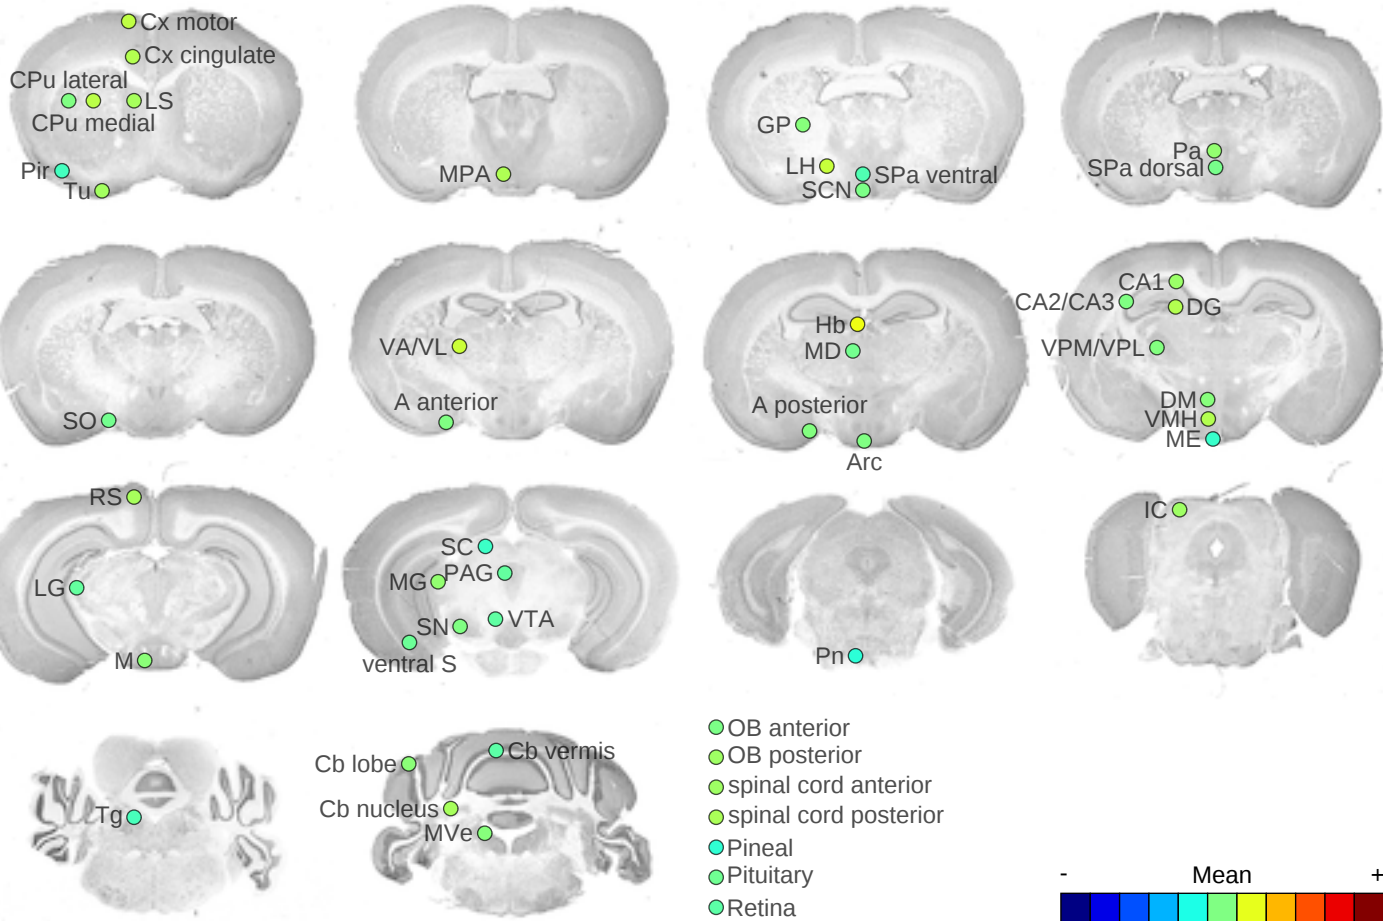 Cx motor
Cx cingulate
CPu lateral
LS
CPu medial
Pir
Tu
MPA
GP
LH
SPa ventral
SCN
Pa
SPa dorsal
SO
VA/VL
A anterior
Hb
MD
A posterior
Arc
CA1
CA2/CA3
DG
VPM/VPL
DM
VMH
ME
RS
LG
M
SC
PAG
MG
VTA
SN
ventral S
Pn
IC
Tg
Cb lobe
Cb vermis
Cb nucleus
MVe
OB anterior
OB posterior
spinal cord anterior
spinal cord posterior
Pineal
Pituitary
Retina
- Mean +